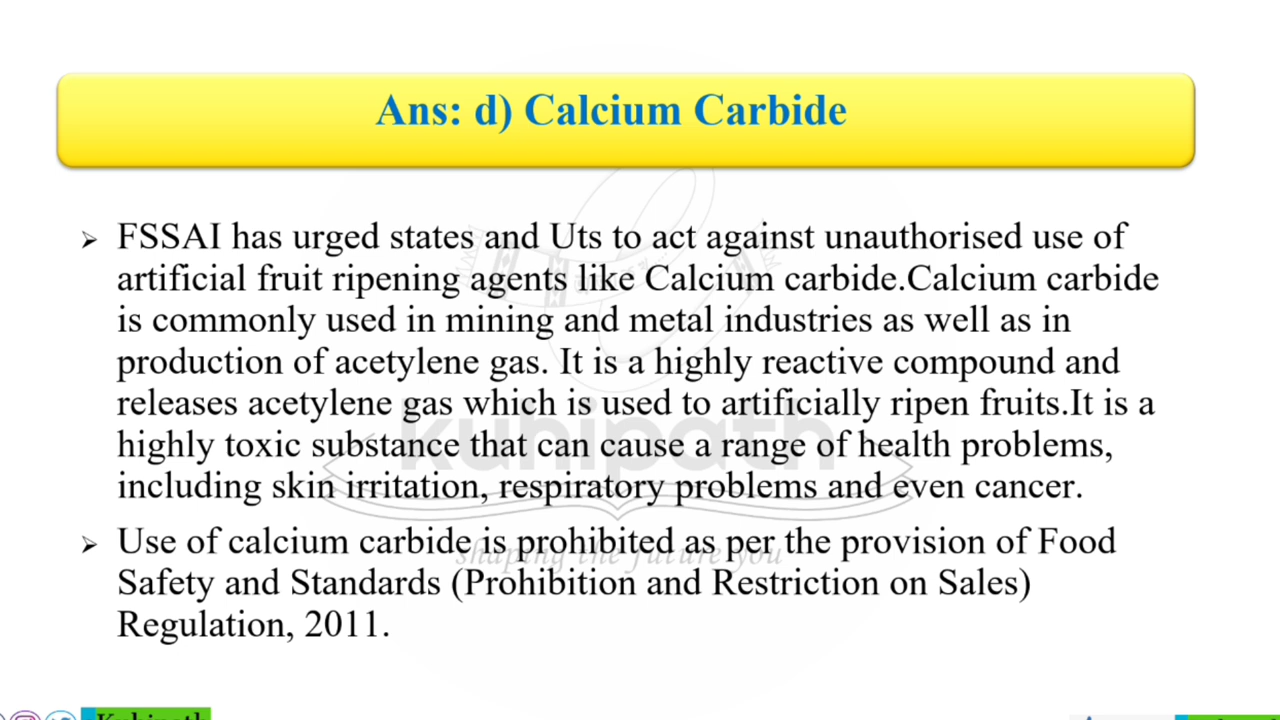 Ans: d) Calcium Carbide
➢ FSSAI has urged states and Uts to act against unauthorised use of
artificial fruit ripening agents like Calcium carbide.Calcium carbide
is commonly used in mining and metal industries as well as in
production of acetylene gas. It is a highly reactive compound and
releases acetylene gas which is used to artificially ripen fruits.It is a
kuhipath
highly toxic substance that can cause a range of health problems,
including skin irritation, respiratory problems and even cancer.
➢ Use of calcium carbide is prohibited as per the provision of Food
shaping the future you
Safety and Standards (Prohibition and Restriction on Sales)
Regulation, 2011.